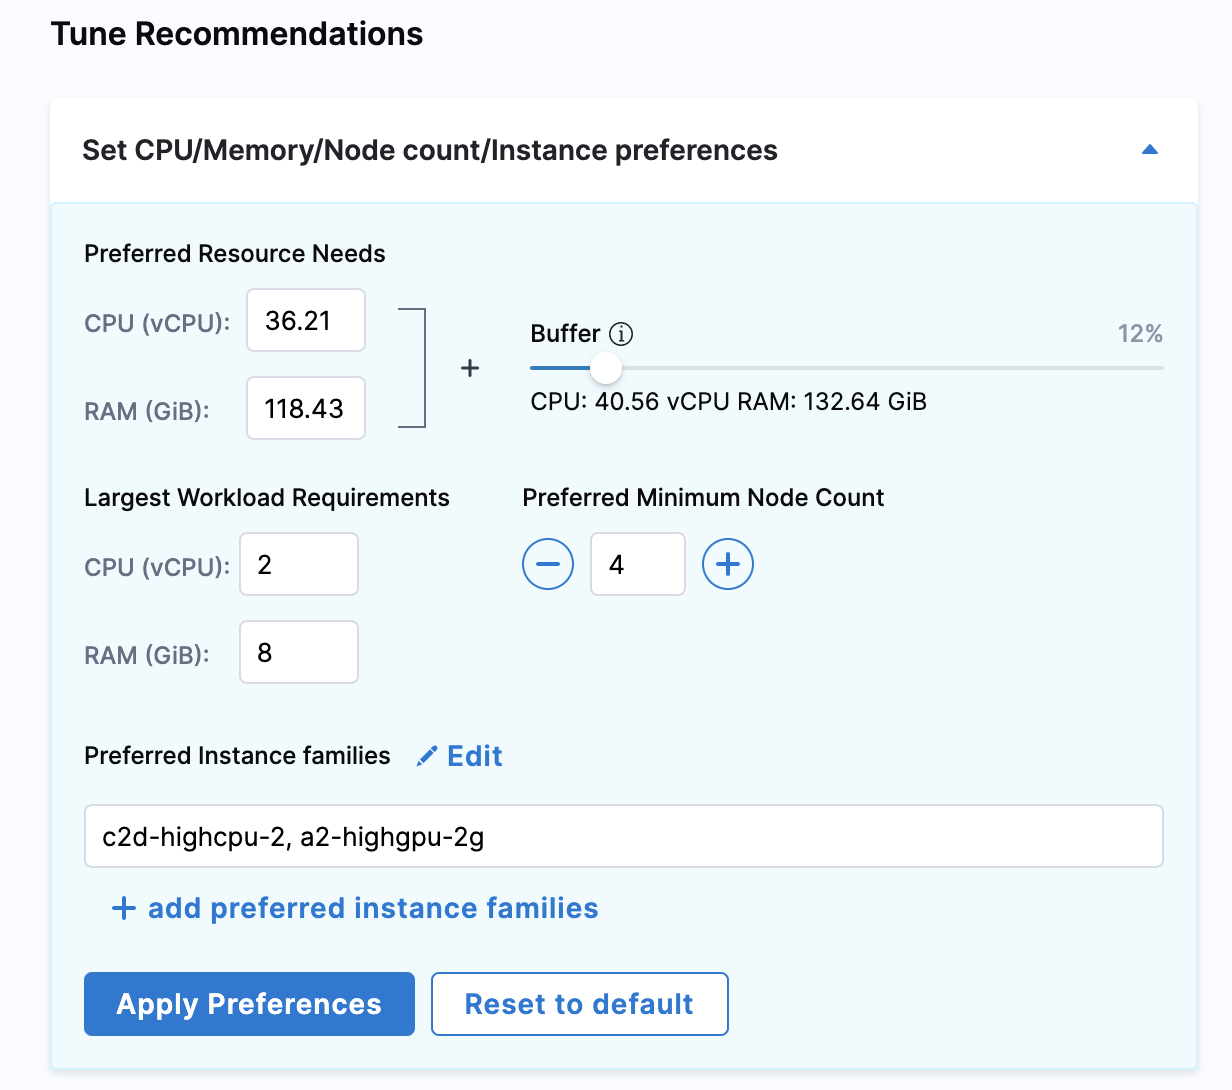 Tune Recommendations
Set CPU/Memory/Node count/Instance preferences
Preferred Resource Needs
CPU (vCPU): 36.21
RAM (GiB): 118.43
+
Buffer 12%
CPU: 40.56 vCPU RAM: 132.64 GiB
Largest Workload Requirements
CPU (vCPU): 2
RAM (GiB): 8
Preferred Minimum Node Count
4
Preferred Instance families Edit
c2d-highcpu-2, a2-highgpu-2g
+ add preferred instance families
Apply Preferences
Reset to default